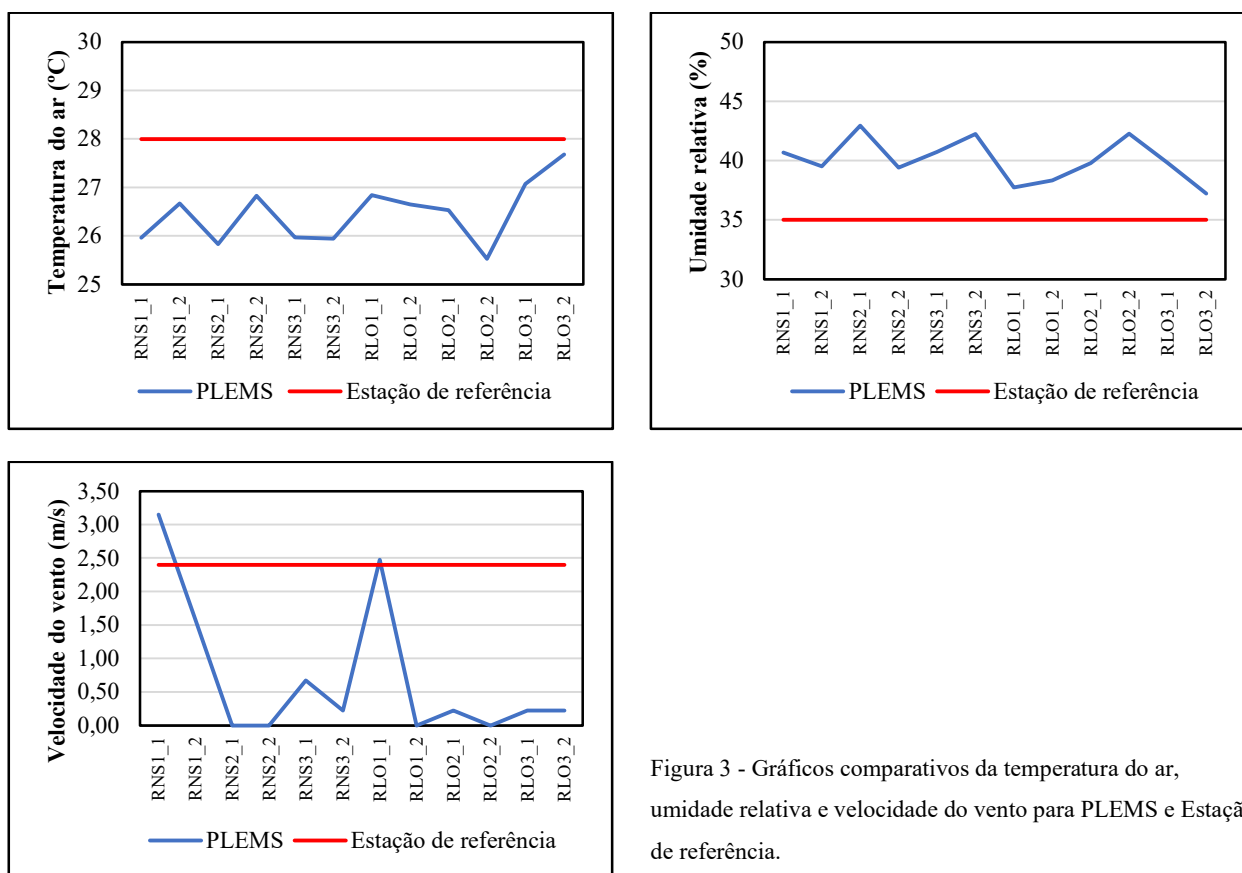 Temperatura do ar (ºC)
30
29
28
27
26
25
RNS1_1
RNS1_2
RNS2_1
RNS2_2
RNS3_1
RNS3_2
RLO1_1
RLO1_2
RLO2_1
RLO2_2
RLO3_1
RLO3_2
PLEMS Estação de referência
Umidade relativa (%)
50
45
40
35
30
RNS1_1
RNS1_2
RNS2_1
RNS2_2
RNS3_1
RNS3_2
RLO1_1
RLO1_2
RLO2_1
RLO2_2
RLO3_1
RLO3_2
PLEMS Estação de referência
Velocidade do vento (m/s)
3,50
3,00
2,50
2,00
1,50
1,00
0,50
0,00
RNS1_1
RNS1_2
RNS2_1
RNS2_2
RNS3_1
RNS3_2
RLO1_1
RLO1_2
RLO2_1
RLO2_2
RLO3_1
RLO3_2
PLEMS Estação de referência
Figura 3 - Gráficos comparativos da temperatura do ar,
umidade relativa e velocidade do vento para PLEMS e Estaçã
de referência.